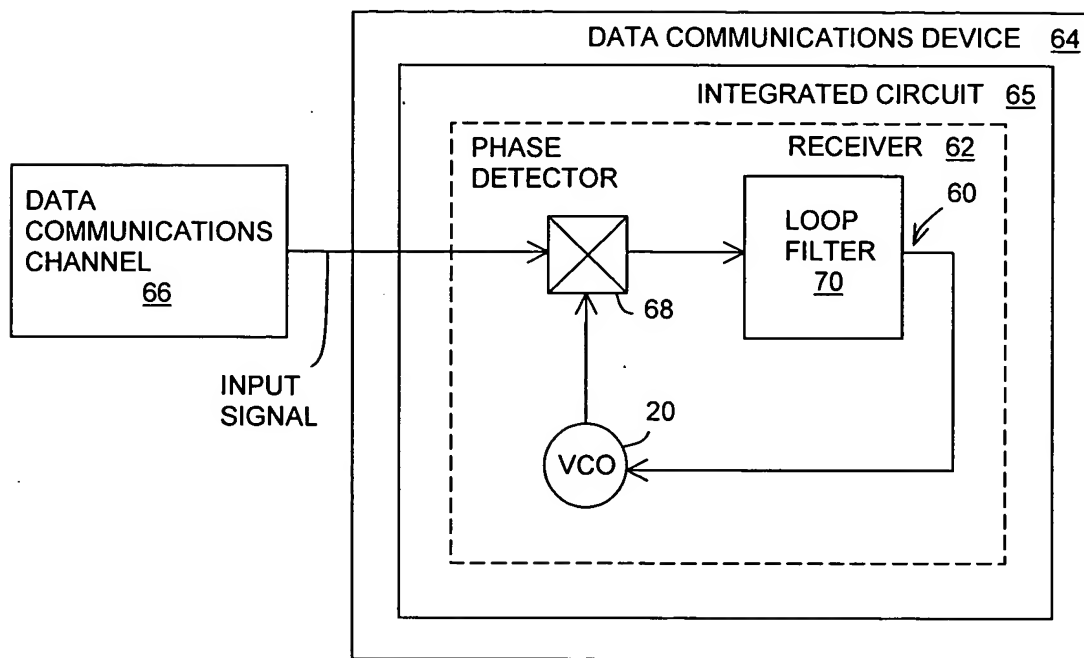 DATA COMMUNICATIONS DEVICE 64
INTEGRATED CIRCUIT 65
PHASE
DETECTOR
RECEIVER 62
DATA
COMMUNICATIONS
CHANNEL
66
LOOP
FILTER
70
60
68
INPUT
SIGNAL
20
VCO